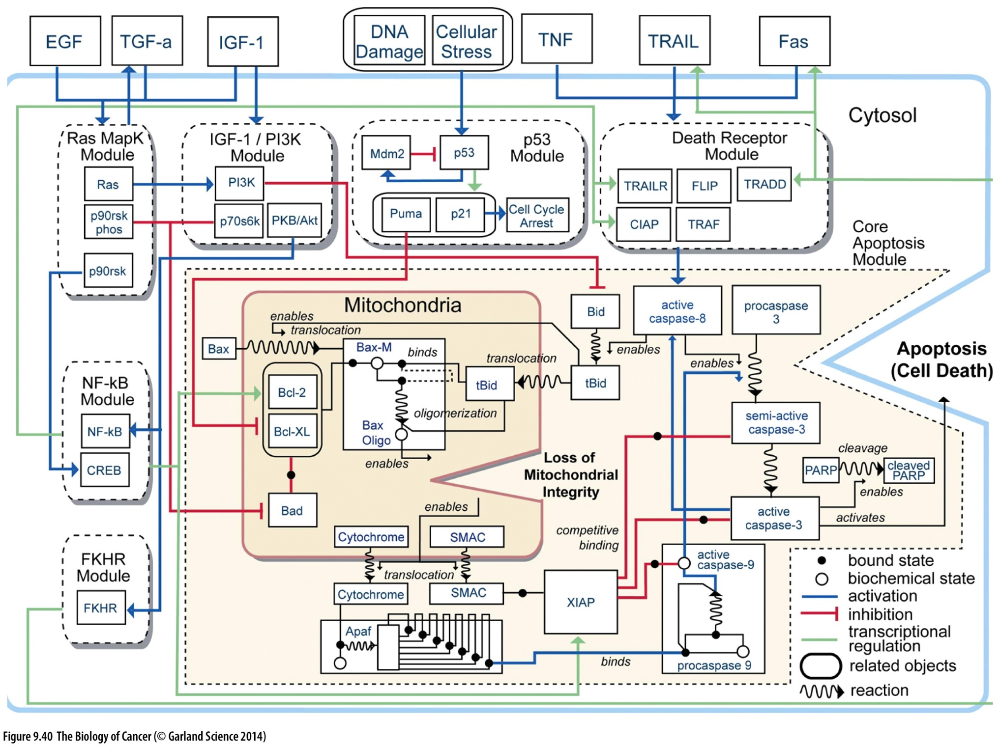 EGF
TGF-a
IGF-1
DNA
Damage
Cellular
Stress
TNF
TRAIL
Fas
Cytosol
Ras MapK
Module
Ras
p90rsk
phos
p90rsk
IGF-1 / PI3K
Module
PI3K
p70s6k
PKB/Akt
p53
Module
Mdm2
p53
Puma
p21
Cell Cycle
Arrest
Death Receptor
Module
TRAILR
FLIP
TRADD
CIAP
TRAF
Core
Apoptosis
Module
Mitochondria
enables
translocation
Bax
Bax-M
binds
Bcl-2
Bcl-XL
Bax
Oligo
oligomerization
enables
tBid
translocation
Bid
tBid
enables
active
caspase-8
procaspase
3
enables
Apoptosis
(Cell Death)
NF-kB
Module
NF-kB
CREB
semi-active
caspase-3
cleavage
PARP
cleaved
PARP
enables
active
caspase-3
activates
Loss of
Mitochondrial
Integrity
Bad
enables
Cytochrome
SMAC
translocation
Cytochrome
SMAC
competitive
binding
XIAP
active
caspase-9
procaspase 9
binds
Apaf
FKHR
Module
FKHR
bound state
biochemical state
activation
inhibition
transcriptional
regulation
related objects
reaction
Figure 9.40 The Biology of Cancer (© Garland Science 2014)